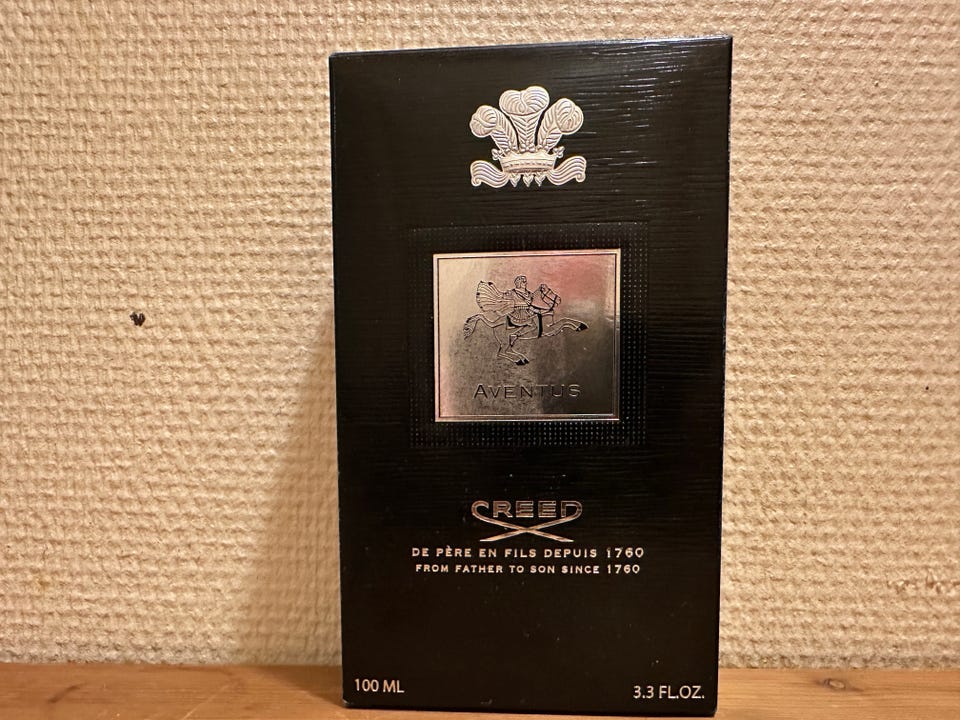 AVENTUS
CREED
DE PÈRE EN FILS DEPUIS 1760
FROM FATHER TO SON SINCE 1760
100 ML
3.3 FL.OZ.